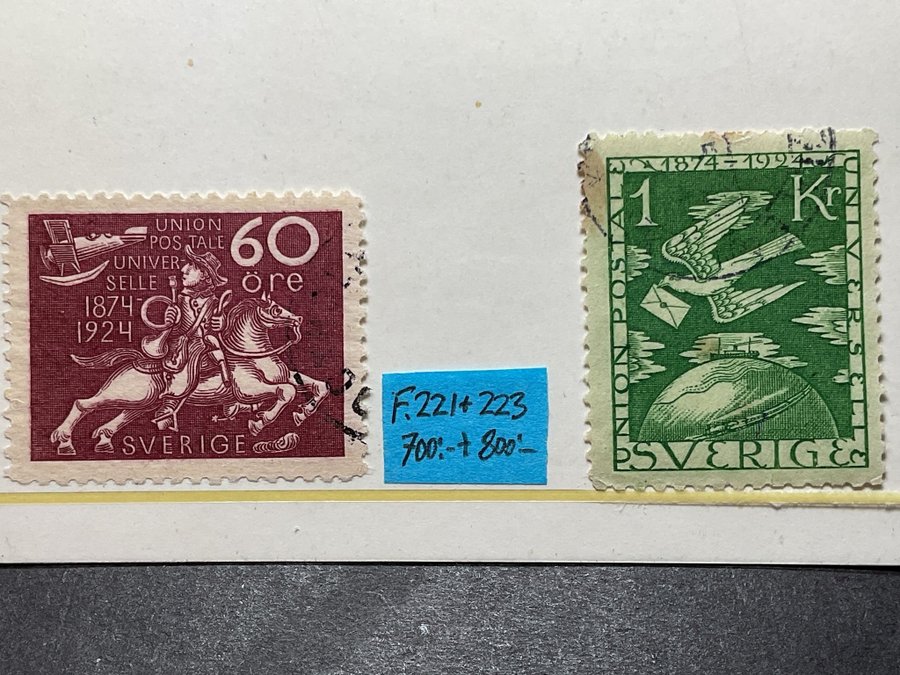 UNION
POSTALE
UNIVER-
SELLE
1874-
1924
60
öre
SVERIGE
F.221+223
700:-+800:-
1874-1924
1 Kr
UNION POSTALE
UNIVERSELLE
SVERIGE